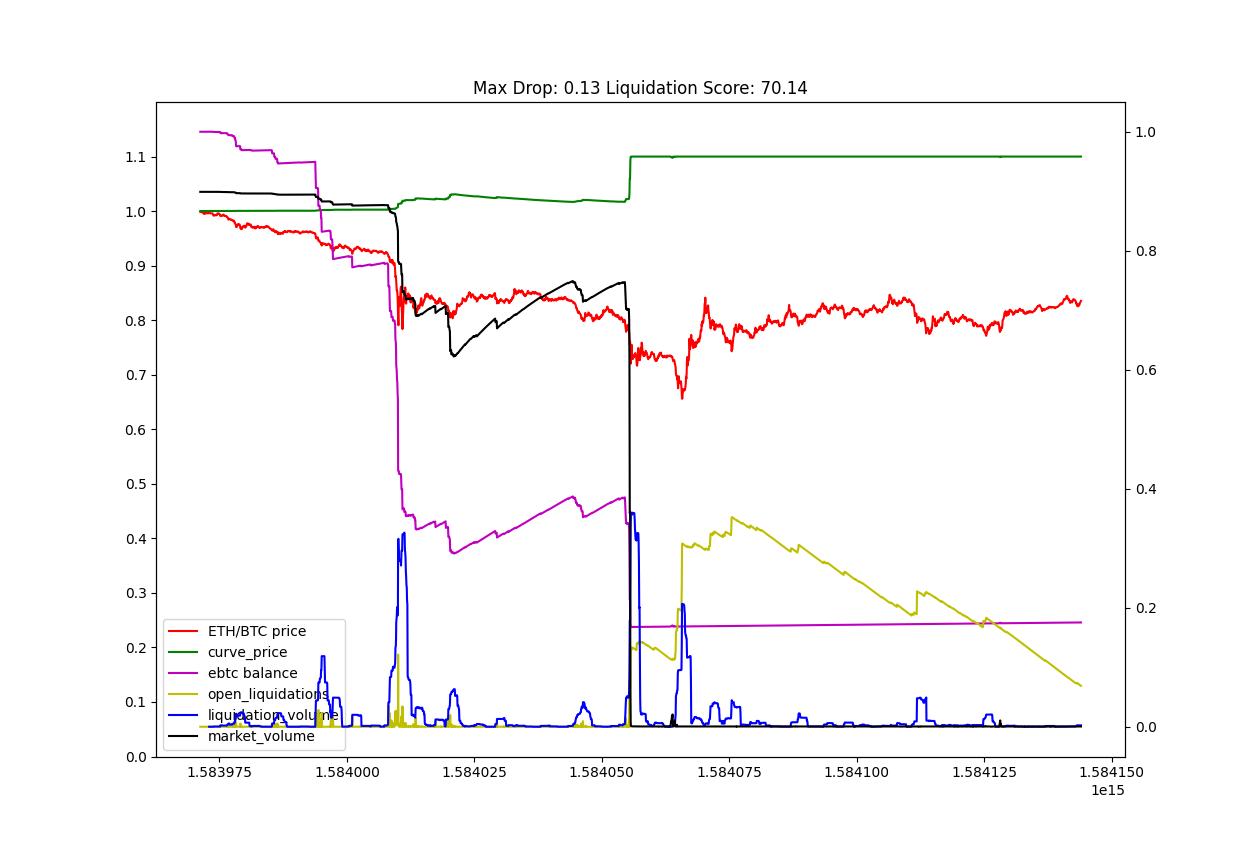 Max Drop: 0.13 Liquidation Score: 70.14
1.1
1.0
0.9
0.8
0.7
0.6
0.5
0.4
0.3
0.2
0.1
0.0
1.0
0.8
0.6
0.4
0.2
0.0
ETH/BTC price
curve_price
ebtc balance
open_liquidations
liquidation_volume
market_volume
1.583975 1.584000 1.584025 1.584050 1.584075 1.584100 1.584125 1.584150
1e15